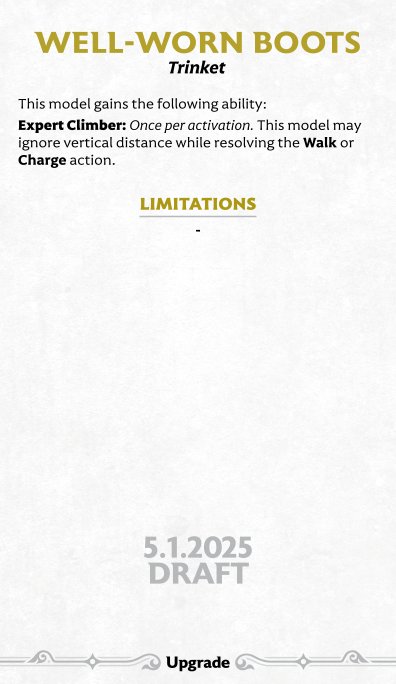 WELL-WORN BOOTS
Trinket
This model gains the following ability:
Expert Climber: Once per activation. This model may
ignore vertical distance while resolving the Walk or
Charge action.
LIMITATIONS
-
5.1.2025
DRAFT
Upgrade